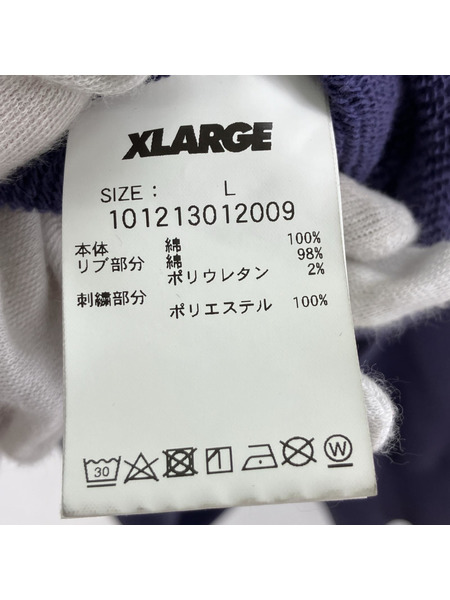 XLARGE
SIZE : L
101213012009
本体 綿 100%
リブ部分 綿 98%
ポリウレタン 2%
刺繍部分 ポリエステル 100%
30 W